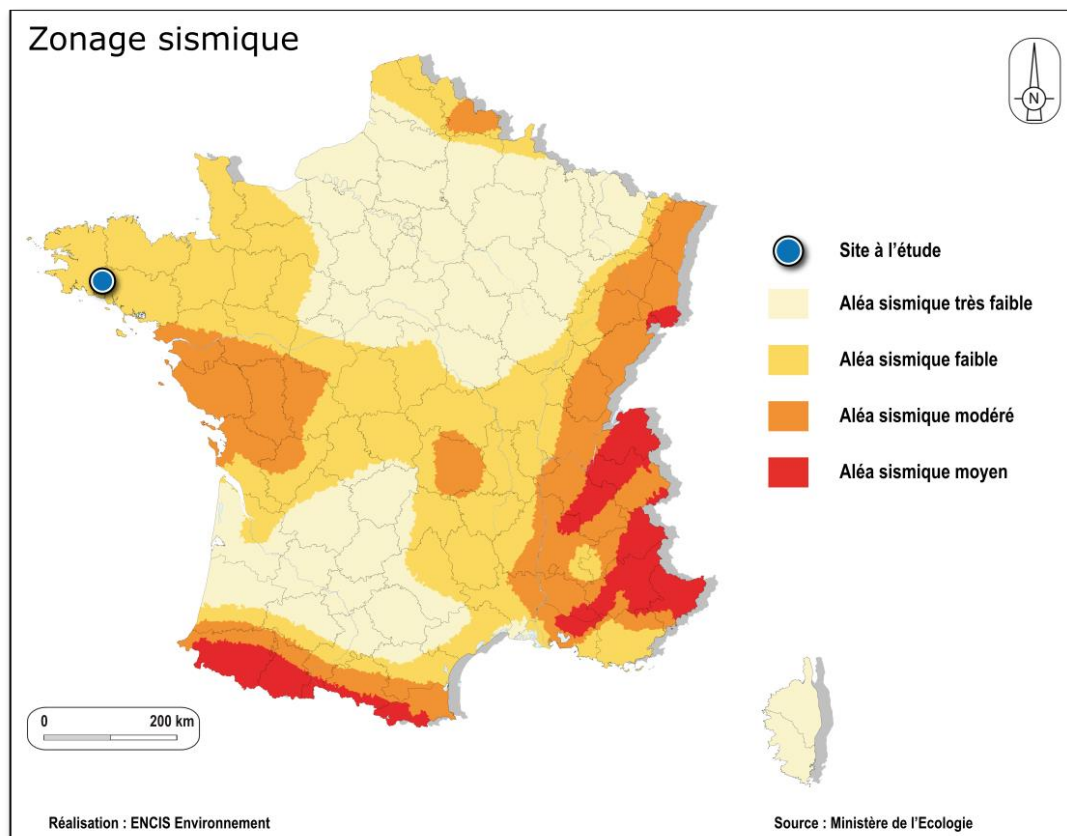 Zonage sismique
N
Site à l'étude
Aléa sismique très faible
Aléa sismique faible
Aléa sismique modéré
Aléa sismique moyen
0 200 km
Réalisation : ENCIS Environnement
Source : Ministère de l'Ecologie